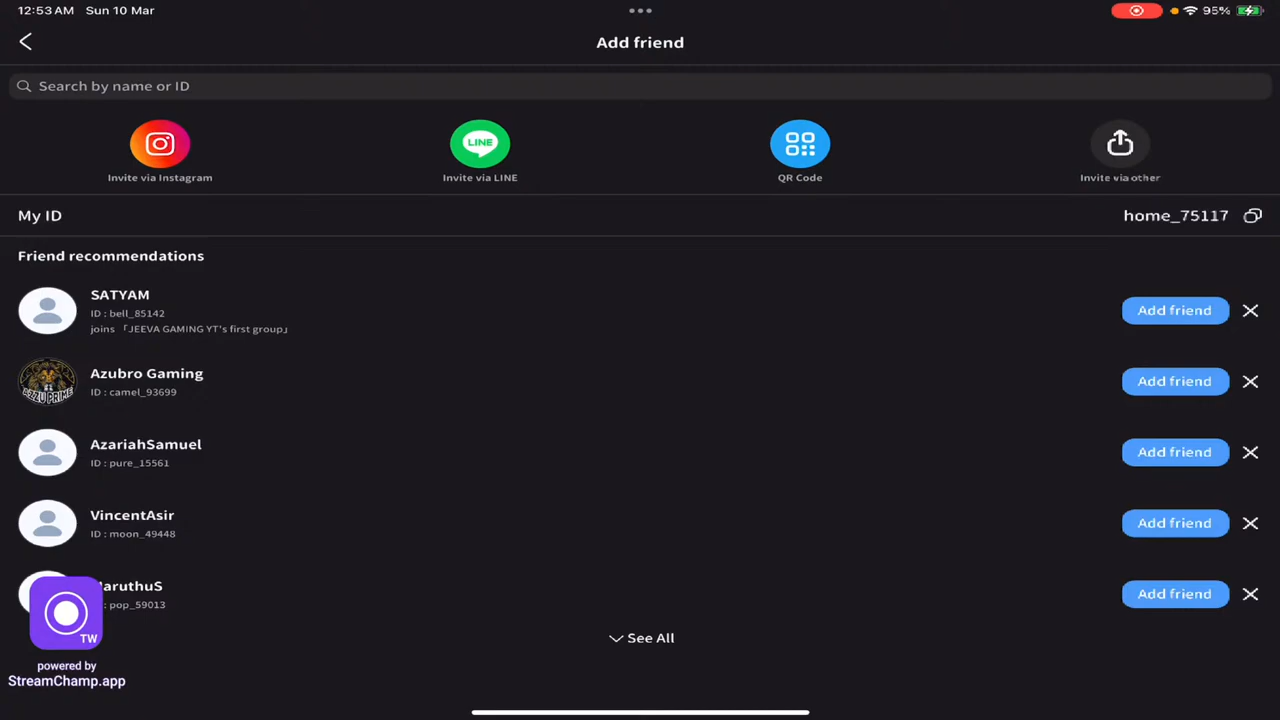 12:53 AM Sun 10 Mar
95%
Add friend
Search by name or ID
LINE
Invite via Instagram
Invite via LINE
QR Code
Invite via other
My ID
home_75117
Friend recommendations
SATYAM
ID : bell_85142
joins 「JEEVA GAMING YT's first group」
Add friend
Azubro Gaming
ID : camel_93699
Add friend
AzariahSamuel
ID : pure_15561
Add friend
VincentAsir
ID : moon_49448
Add friend
aruthuS
: pop_59013
Add friend
See All
TW
powered by
StreamChamp.app